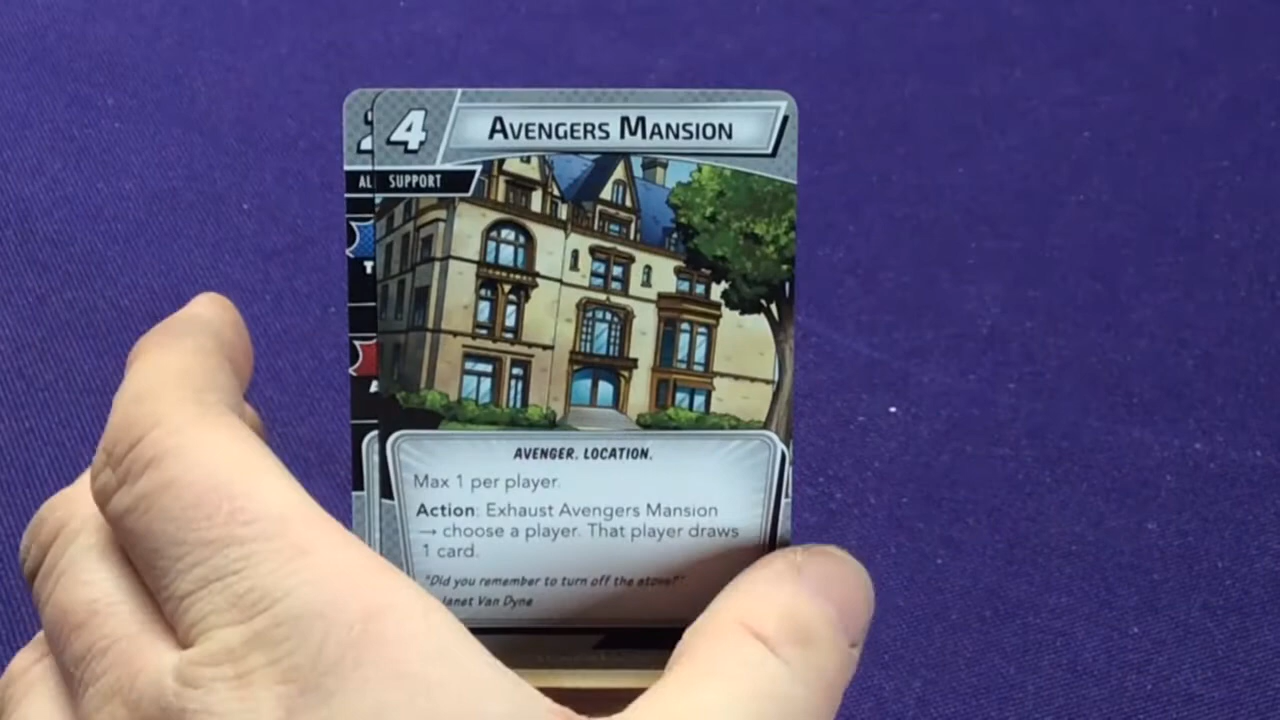 4 AVENGERS MANSION
AL SUPPORT
T
AVENGER. LOCATION.
Max 1 per player.
Action: Exhaust Avengers Mansion
→ choose a player. That player draws
1 card.
"Did you remember to turn off the stove?"
Janet Van Dyne